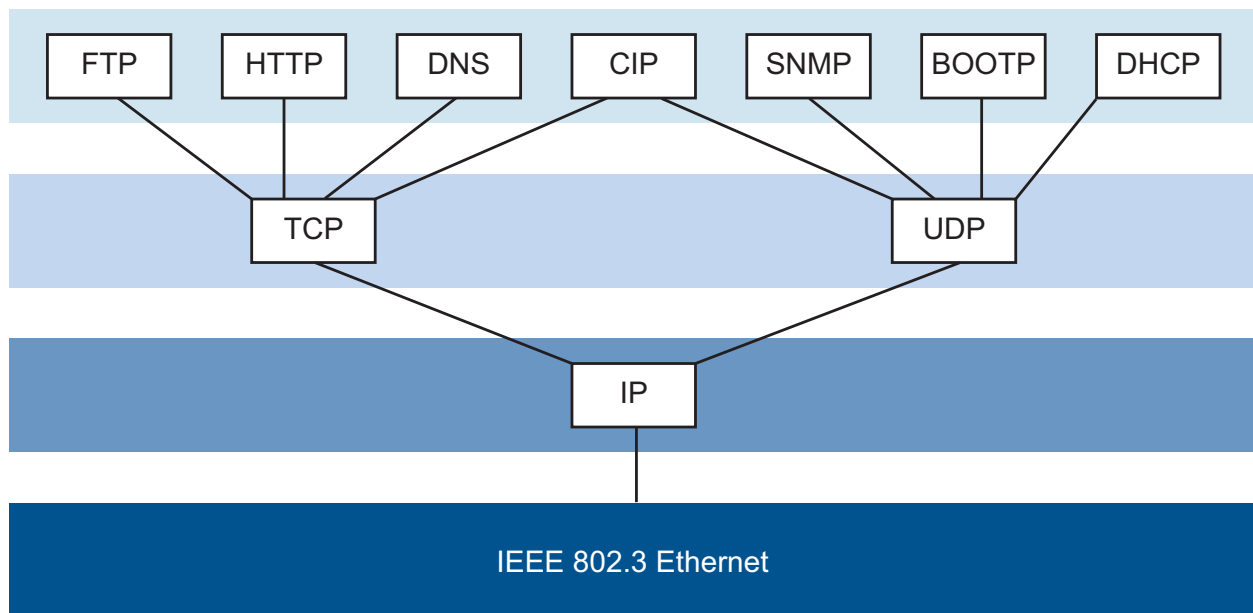 FTP
HTTP
DNS
CIP
SNMP
BOOTP
DHCP
TCP
UDP
IP
IEEE 802.3 Ethernet